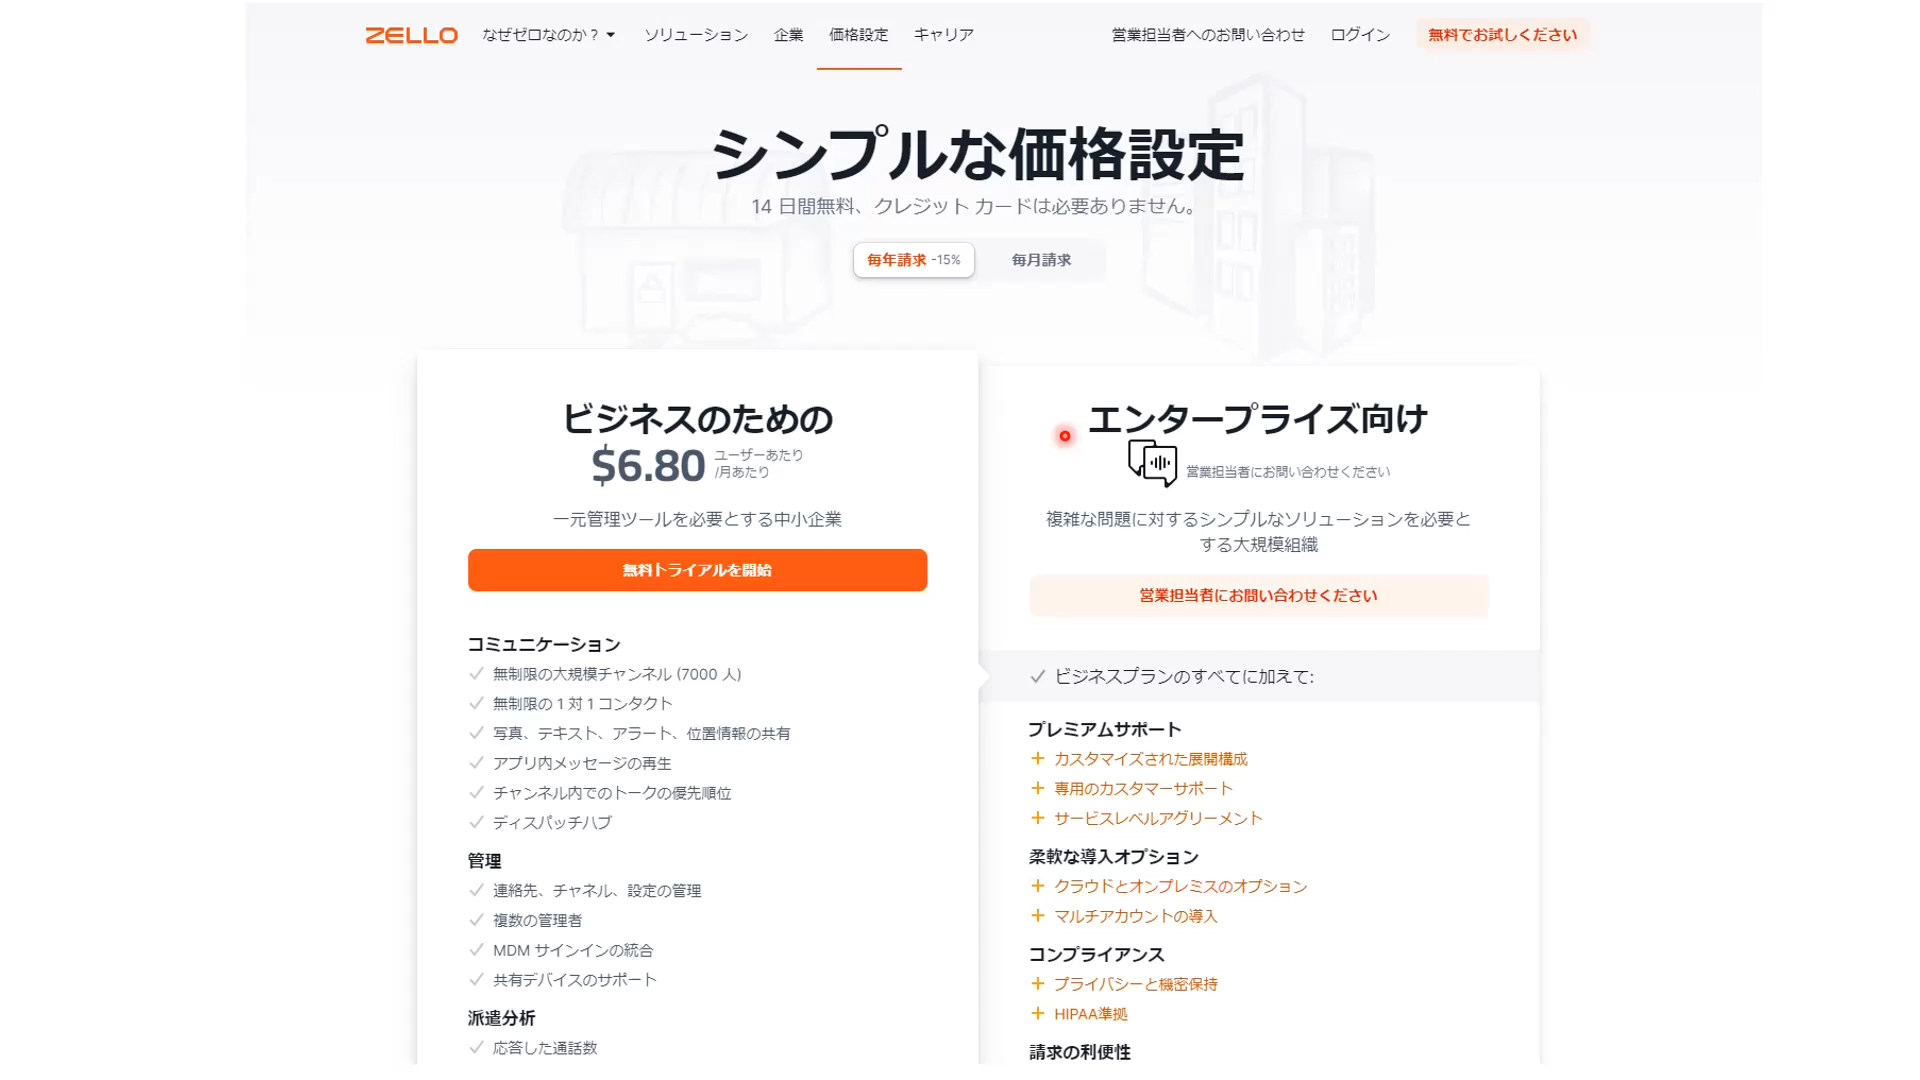 ZELLO なぜゼロなのか？ ソリューション 企業 価格設定 キャリア 営業担当者へのお問い合わせ ログイン 無料でお試しください
シンプルな価格設定
14 日間無料、クレジット カードは必要ありません。
毎年請求 -15% 毎月請求
ビジネスのための
$6.80 ユーザーあたり
/月あたり
一元管理ツールを必要とする中小企業
無料トライアルを開始
コミュニケーション
無制限の大規模チャンネル (7000 人)
無制限の 1 対 1 コンタクト
写真、テキスト、アラート、位置情報の共有
アプリ内メッセージの再生
チャンネル内でのトークの優先順位
ディスパッチハブ
管理
連絡先、チャネル、設定の管理
複数の管理者
MDM サインインの統合
共有デバイスのサポート
派遣分析
応答した通話数
エンタープライズ向け
営業担当者にお問い合わせください
複雑な問題に対するシンプルなソリューションを必要と
する大規模組織
営業担当者にお問い合わせください
ビジネスプランのすべてに加えて:
プレミアムサポート
カスタマイズされた展開構成
専用のカスタマーサポート
サービスレベルアグリーメント
柔軟な導入オプション
クラウドとオンプレミスのオプション
マルチアカウントの導入
コンプライアンス
プライバシーと機密保持
HIPAA準拠
請求の利便性